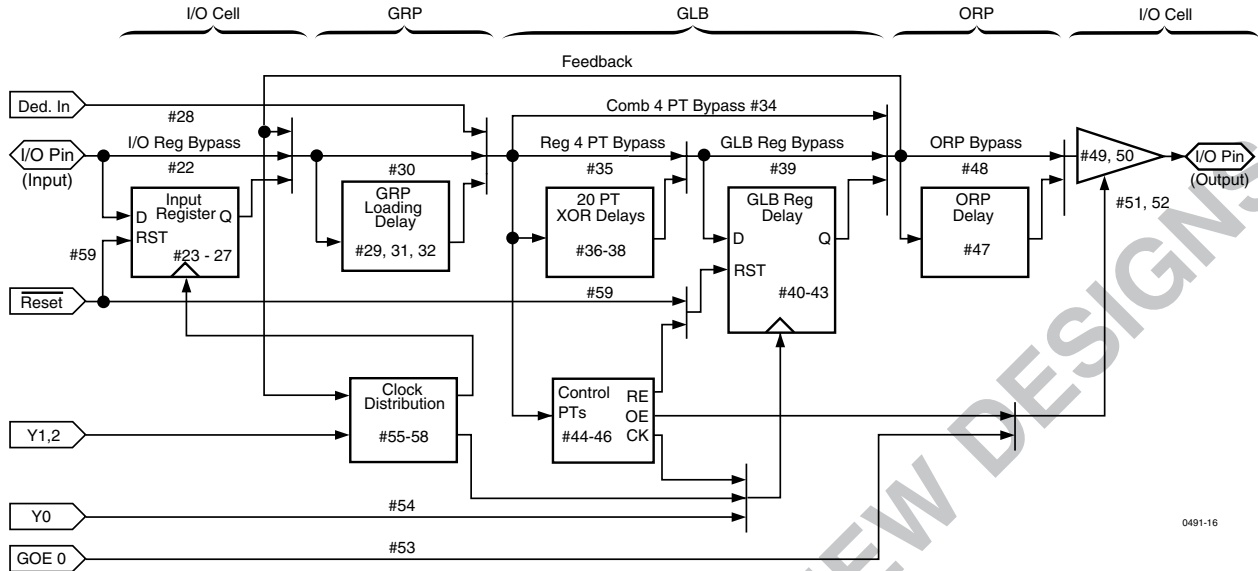 I/O Cell GRP GLB ORP I/O Cell
Feedback
Ded. In
#28
Comb 4 PT Bypass #34
I/O Pin
(Input)
I/O Reg Bypass
#22
#30
Reg 4 PT Bypass
#35
GLB Reg Bypass
#39
ORP Bypass
#48
#49, 50
I/O Pin
(Output)
#51, 52
Input
Register
D Q
RST
#23 - 27
#59
GRP
Loading
Delay
#29, 31, 32
20 PT
XOR Delays
#36-38
GLB Reg
Delay
D Q
RST
#40-43
ORP
Delay
#47
Reset
#59
Clock
Distribution
#55-58
Control
PTs
#44-46
RE
OE
CK
Y1,2
Y0
#54
GOE 0
#53
0491-16
EW DESIGNS